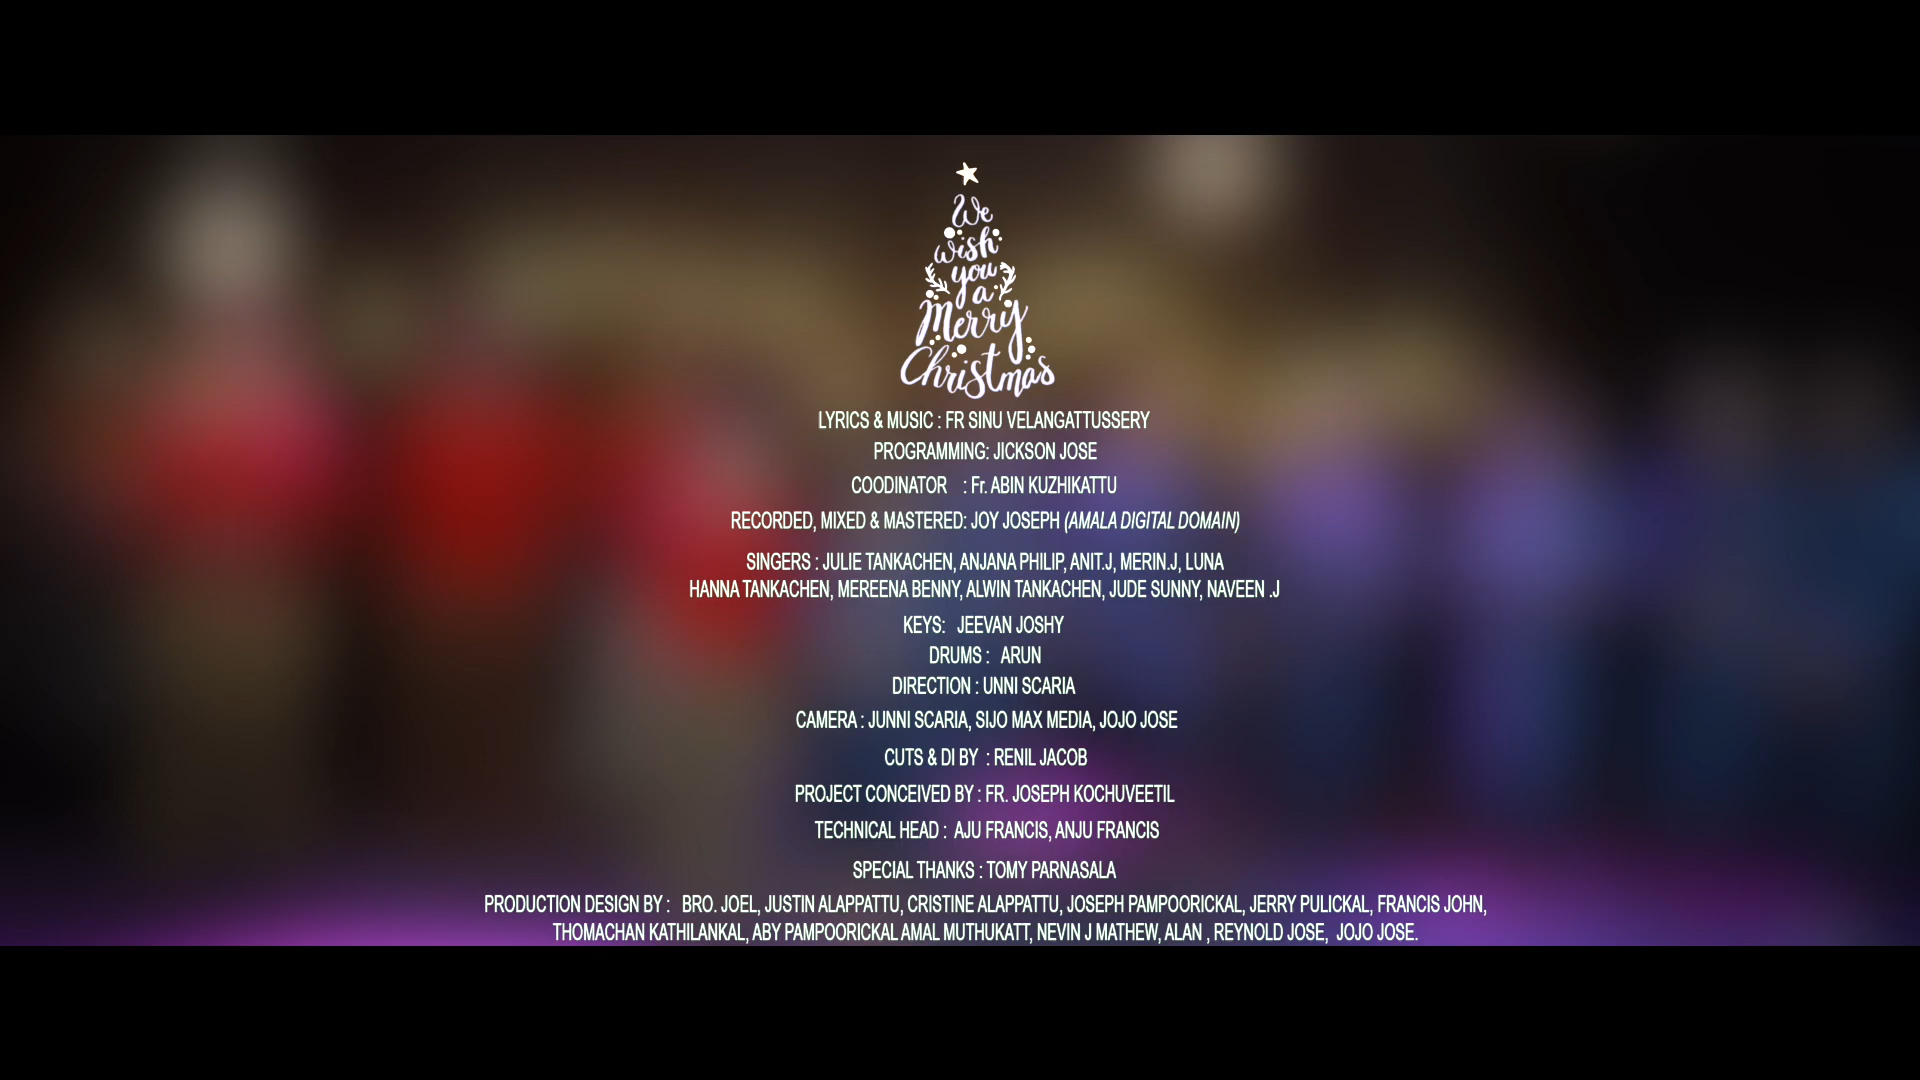 We
wish
you
a
Merry
Christmas
LYRICS & MUSIC : FR SINU VELANGATTUSSERY
PROGRAMMING: JICKSON JOSE
COODINATOR : Fr. ABIN KUZHIKATTU
RECORDED, MIXED & MASTERED: JOY JOSEPH (AMALA DIGITAL DOMAIN)
SINGERS : JULIE TANKACHEN, ANJANA PHILIP, ANIT.J, MERIN.J, LUNA
HANNA TANKACHEN, MEREENA BENNY, ALWIN TANKACHEN, JUDE SUNNY, NAVEEN .J
KEYS: JEEVAN JOSHY
DRUMS : ARUN
DIRECTION : UNNI SCARIA
CAMERA : JUNNI SCARIA, SIJO MAX MEDIA, JOJO JOSE
CUTS & DI BY : RENIL JACOB
PROJECT CONCEIVED BY : FR. JOSEPH KOCHUVEETIL
TECHNICAL HEAD : AJU FRANCIS, ANJU FRANCIS
SPECIAL THANKS : TOMY PARNASALA
PRODUCTION DESIGN BY : BRO. JOEL, JUSTIN ALAPPATTU, CRISTINE ALAPPATTU, JOSEPH PAMPOORICKAL, JERRY PULICKAL, FRANCIS JOHN,
THOMACHAN KATHILANKAL, ABY PAMPOORICKAL AMAL MUTHUKATT, NEVIN J MATHEW, ALAN , REYNOLD JOSE, JOJO JOSE.